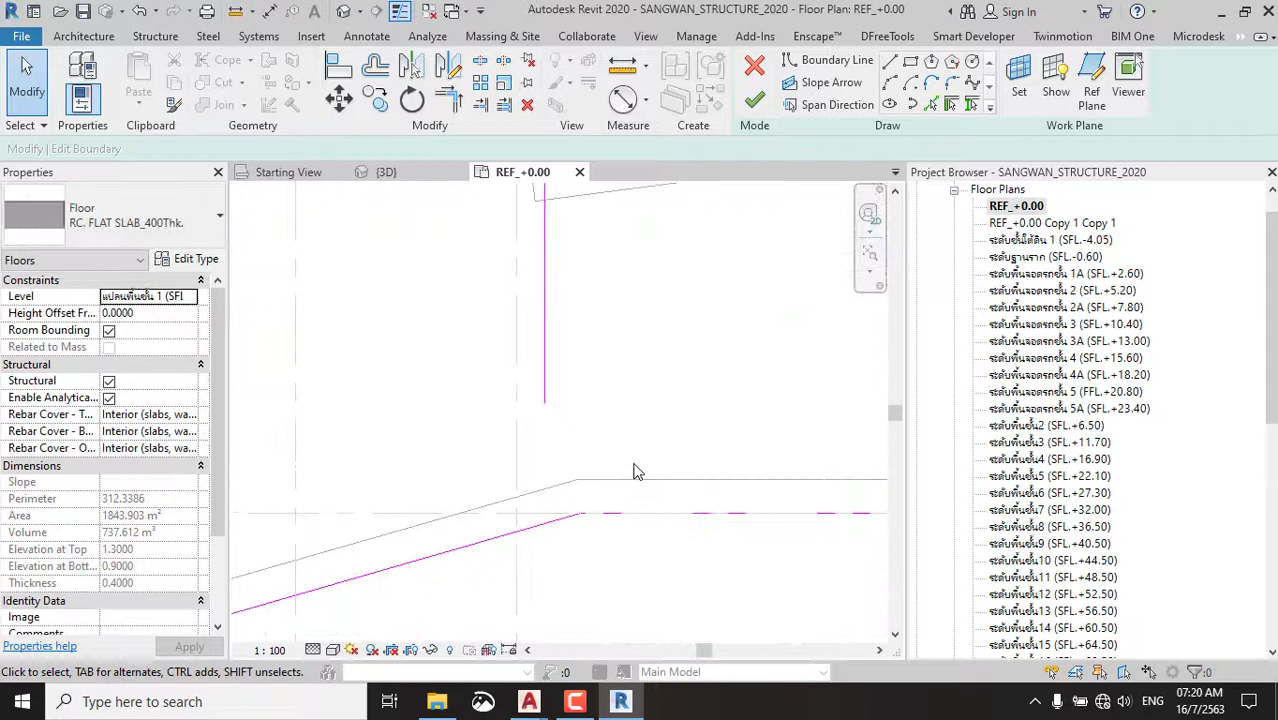 Autodesk Revit 2020 - SANGWAN_STRUCTURE_2020 - Floor Plan: REF_+0.00
Sign In
File Architecture Structure Steel Systems Insert Annotate Analyze Massing & Site Collaborate View Manage Add-Ins Enscape™ DFreeTools Smart Developer Twinmotion BIM One Microdesk
Modify Paste Cope Cut Join Boundary Line Slope Arrow Span Direction Set Show Ref Plane Viewer
Select Properties Clipboard Geometry Modify View Measure Create Mode Draw Work Plane
Modify | Edit Boundary
Properties
Starting View {3D} REF_+0.00
Project Browser - SANGWAN_STRUCTURE_2020
Floor
RC. FLAT SLAB_400Thk.
Floors Edit Type
Constraints
Level แปลนพื้นชั้น 1 (SFL
Height Offset Fr... 0.0000
Room Bounding
Related to Mass
Structural
Structural
Enable Analytica...
Rebar Cover - T... Interior (slabs, wa...
Rebar Cover - B... Interior (slabs, wa...
Rebar Cover - O... Interior (slabs, wa...
Dimensions
Slope
Perimeter 312.3386
Area 1843.903 m²
Volume 737.612 m³
Elevation at Top 1.3000
Elevation at Bott... 0.9000
Thickness 0.4000
Identity Data
Image
Comments
Properties help Apply
2D
Floor Plans
REF_+0.00
REF_+0.00 Copy 1 Copy 1
ระดับชั้นใต้ดิน 1 (SFL.-4.05)
ระดับฐานราก (SFL.-0.60)
ระดับพื้นจอดรถชั้น 1A (SFL.+2.60)
ระดับพื้นจอดรถชั้น 2 (SFL.+5.20)
ระดับพื้นจอดรถชั้น 2A (SFL.+7.80)
ระดับพื้นจอดรถชั้น 3 (SFL.+10.40)
ระดับพื้นจอดรถชั้น 3A (SFL.+13.00)
ระดับพื้นจอดรถชั้น 4 (SFL.+15.60)
ระดับพื้นจอดรถชั้น 4A (SFL.+18.20)
ระดับพื้นจอดรถชั้น 5 (FFL.+20.80)
ระดับพื้นจอดรถชั้น 5A (SFL.+23.40)
ระดับพื้นชั้น2 (SFL.+6.50)
ระดับพื้นชั้น3 (SFL.+11.70)
ระดับพื้นชั้น4 (SFL.+16.90)
ระดับพื้นชั้น5 (SFL.+22.10)
ระดับพื้นชั้น6 (SFL.+27.30)
ระดับพื้นชั้น7 (SFL.+32.00)
ระดับพื้นชั้น8 (SFL.+36.50)
ระดับพื้นชั้น9 (SFL.+40.50)
ระดับพื้นชั้น10 (SFL.+44.50)
ระดับพื้นชั้น11 (SFL.+48.50)
ระดับพื้นชั้น12 (SFL.+52.50)
ระดับพื้นชั้น13 (SFL.+56.50)
ระดับพื้นชั้น14 (SFL.+60.50)
ระดับพื้นชั้น15 (SFL.+64.50)
1 : 100
Click to select, TAB for alternates, CTRL adds, SHIFT unselects. :0 Main Model :0
Type here to search
ENG
07:20 AM
16/7/2563